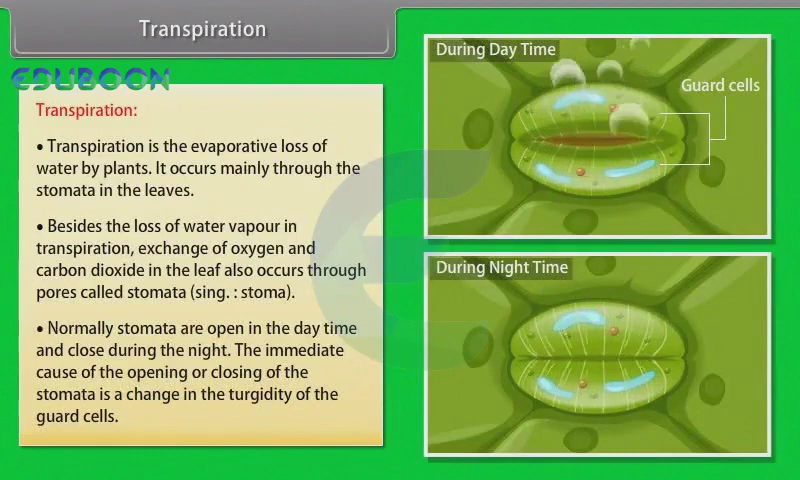 Transpiration
EDUBOON
Transpiration:
• Transpiration is the evaporative loss of
water by plants. It occurs mainly through the
stomata in the leaves.
• Besides the loss of water vapour in
transpiration, exchange of oxygen and
carbon dioxide in the leaf also occurs through
pores called stomata (sing. : stoma).
• Normally stomata are open in the day time
and close during the night. The immediate
cause of the opening or closing of the
stomata is a change in the turgidity of the
guard cells.
During Day Time
Guard cells
During Night Time